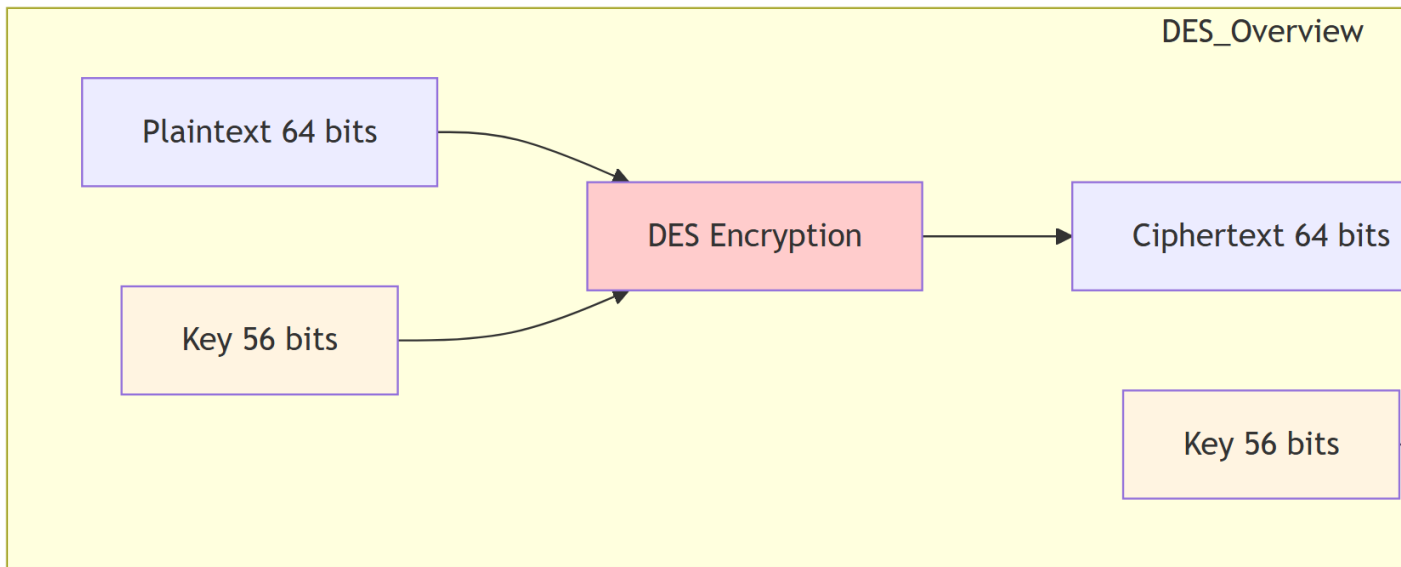 DES_Overview
Plaintext 64 bits
Key 56 bits
DES Encryption
Ciphertext 64 bits
Key 56 bits